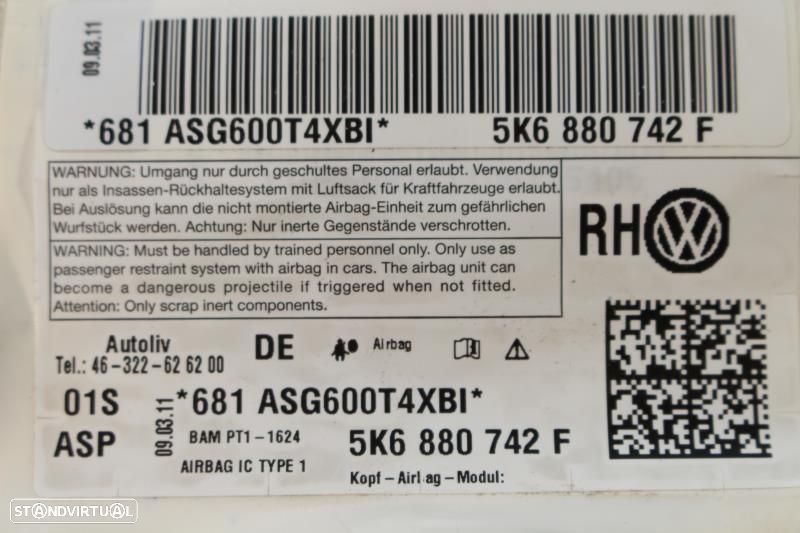 09.03.11
*681 ASG600T4XBI* 5K6 880 742 F
WARNUNG: Umgang nur durch geschultes Personal erlaubt. Verwendung
nur als Insassen-Rückhaltesystem mit Luftsack für Kraftfahrzeuge erlaubt.
Bei Auslösung kann die nicht montierte Airbag-Einheit zum gefährlichen
Wurfstück werden. Achtung: Nur inerte Gegenstände verschrotten.
WARNING: Must be handled by trained personnel only. Only use as
passenger restraint system with airbag in cars. The airbag unit can
become a dangerous projectile if triggered when not fitted.
Attention: Only scrap inert components.
RH
Autoliv
Tel.: 46-322-62 62 00
DE
Airbag
01S
ASP
09.03.11
*681 ASG600T4XBI*
BAM PT1-1624
5K6 880 742 F
AIRBAG IC TYPE 1
Kopf-Airbag-Modul:
STANDVIRTUAL